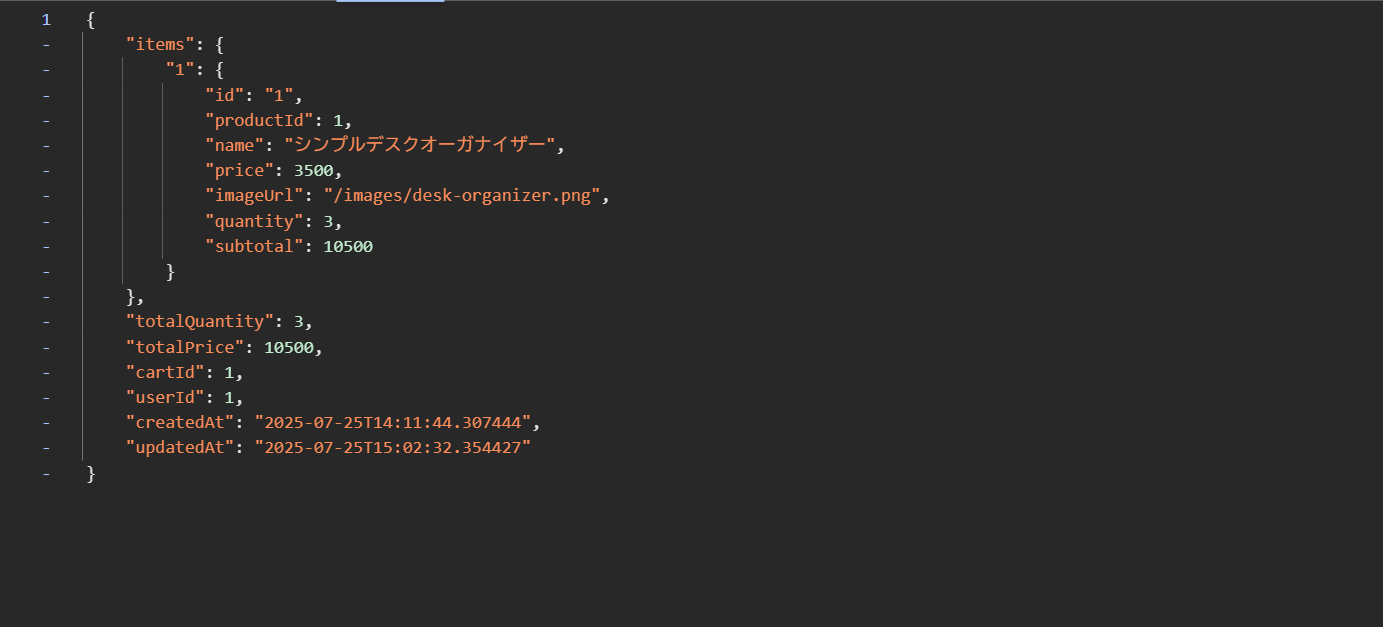 1 {
- "items": {
- "1": {
- "id": "1",
- "productId": 1,
- "name": "シンプルデスクオーガナイザー",
- "price": 3500,
- "imageUrl": "/images/desk-organizer.png",
- "quantity": 3,
- "subtotal": 10500
- }
- },
- "totalQuantity": 3,
- "totalPrice": 10500,
- "cartId": 1,
- "userId": 1,
- "createdAt": "2025-07-25T14:11:44.307444",
- "updatedAt": "2025-07-25T15:02:32.354427"
- }